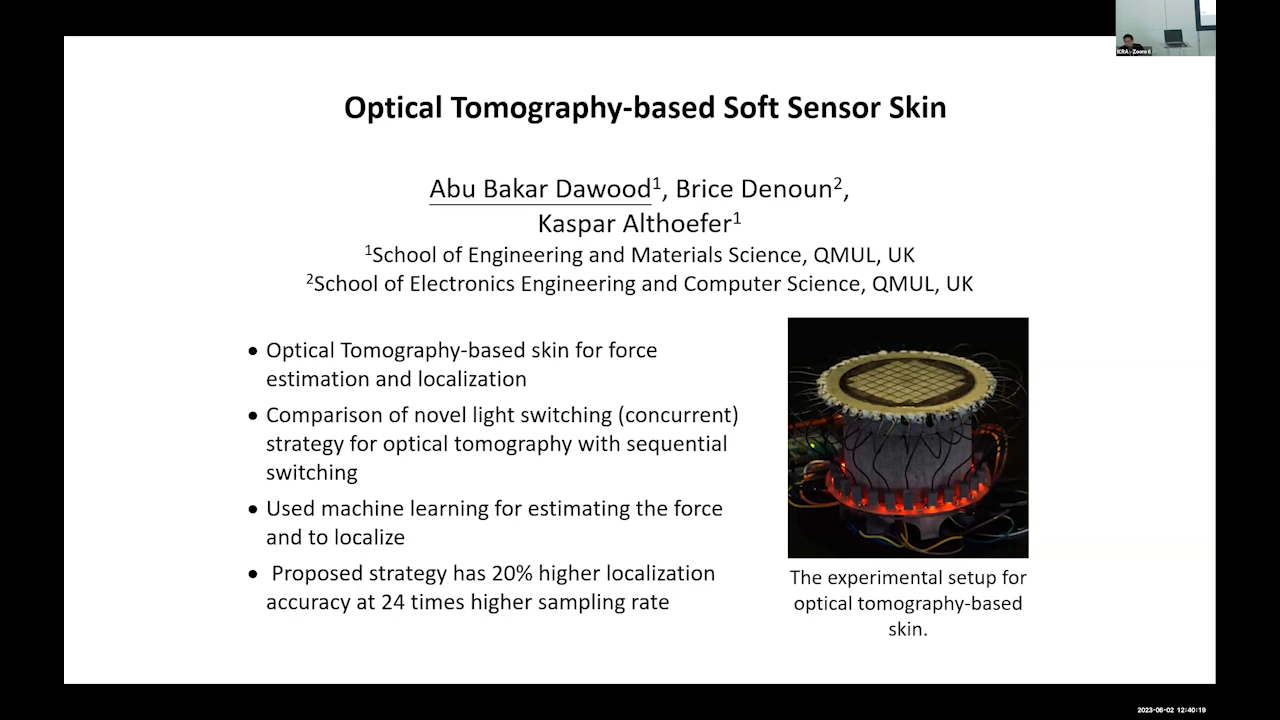 ICRA - Zoom 6
Optical Tomography-based Soft Sensor Skin
Abu Bakar Dawood¹, Brice Denoun²,
Kaspar Althoefer¹
¹School of Engineering and Materials Science, QMUL, UK
²School of Electronics Engineering and Computer Science, QMUL, UK
• Optical Tomography-based skin for force
estimation and localization
• Comparison of novel light switching (concurrent)
strategy for optical tomography with sequential
switching
• Used machine learning for estimating the force
and to localize
• Proposed strategy has 20% higher localization
accuracy at 24 times higher sampling rate
The experimental setup for
optical tomography-based
skin.
2023-06-02 12:40:19